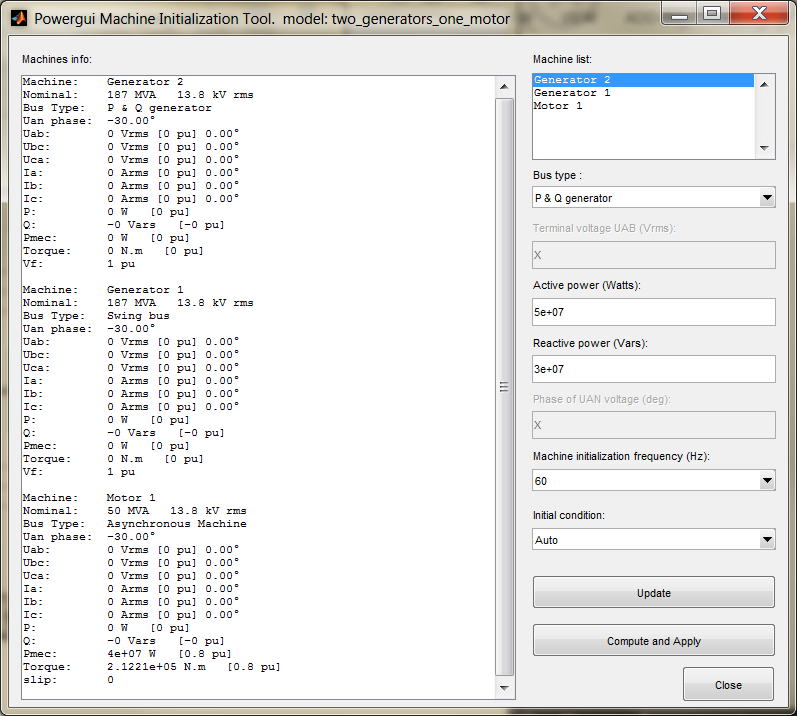 Powergui Machine Initialization Tool.  model: two_generators_one_motor
Machines info:
Machine:    Generator 2
Nominal:    187 MVA   13.8 kV rms
Bus Type:   P & Q generator
Uan phase:  -30.00°
Uab:        0 Vrms [0 pu] 0.00°
Ubc:        0 Vrms [0 pu] 0.00°
Uca:        0 Vrms [0 pu] 0.00°
Ia:         0 Arms [0 pu] 0.00°
Ib:         0 Arms [0 pu] 0.00°
Ic:         0 Arms [0 pu] 0.00°
P:          0 W   [0 pu]
Q:          -0 Vars   [-0 pu]
Pmec:       0 W   [0 pu]
Torque:     0 N.m   [0 pu]
Vf:         1 pu
Machine:    Generator 1
Nominal:    187 MVA   13.8 kV rms
Bus Type:   Swing bus
Uan phase:  -30.00°
Uab:        0 Vrms [0 pu] 0.00°
Ubc:        0 Vrms [0 pu] 0.00°
Uca:        0 Vrms [0 pu] 0.00°
Ia:         0 Arms [0 pu] 0.00°
Ib:         0 Arms [0 pu] 0.00°
Ic:         0 Arms [0 pu] 0.00°
P:          0 W   [0 pu]
Q:          -0 Vars   [-0 pu]
Pmec:       0 W   [0 pu]
Torque:     0 N.m   [0 pu]
Vf:         1 pu
Machine:    Motor 1
Nominal:    50 MVA   13.8 kV rms
Bus Type:   Asynchronous Machine
Uan phase:  -30.00°
Uab:        0 Vrms [0 pu] 0.00°
Ubc:        0 Vrms [0 pu] 0.00°
Uca:        0 Vrms [0 pu] 0.00°
Ia:         0 Arms [0 pu] 0.00°
Ib:         0 Arms [0 pu] 0.00°
Ic:         0 Arms [0 pu] 0.00°
P:          0 W   [0 pu]
Q:          -0 Vars   [-0 pu]
Pmec:       4e+07 W   [0.8 pu]
Torque:     2.1221e+05 N.m   [0.8 pu]
slip:       0
Machine list:
Generator 2
Generator 1
Motor 1
Bus type :
P & Q generator
Terminal voltage UAB (Vrms):
X
Active power (Watts):
5e+07
Reactive power (Vars):
3e+07
Phase of UAN voltage (deg):
X
Machine initialization frequency (Hz):
60
Initial condition:
Auto
Update
Compute and Apply
Close